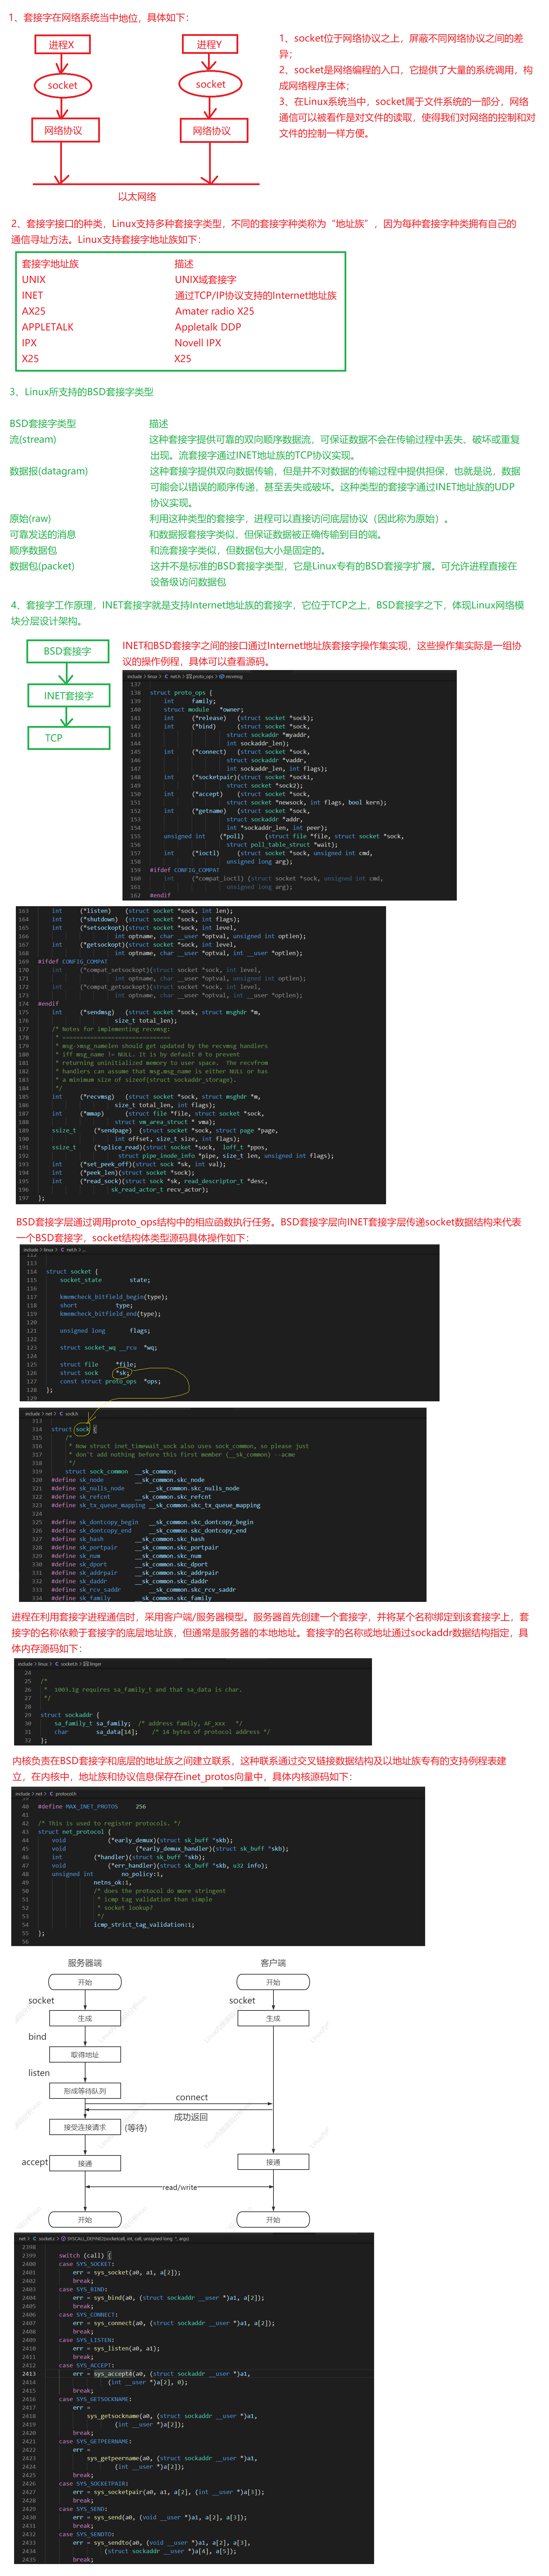 1、套接字在网络系统当中地位，具体如下：
进程X
进程Y
socket
socket
网络协议
网络协议
以太网络
1、socket位于网络协议之上，屏蔽不同网络协议之间的差
异；
2、socket是网络编程的入口，它提供了大量的系统调用，构
成网络程序主体；
3、在Linux系统当中，socket属于文件系统的一部分，网络
通信可以被看作是对文件的读取，使得我们对网络的控制和对
文件的控制一样方便。
2、套接字接口的种类，Linux支持多种套接字类型，不同的套接字种类称为“地址族”，因为每种套接字种类拥有自己的
通信寻址方法。Linux支持套接字地址族如下：
套接字地址族 描述
UNIX UNIX域套接字
INET 通过TCP/IP协议支持的Internet地址族
AX25 Amater radio X25
APPLETALK Appletalk DDP
IPX Novell IPX
X25 X25
3、Linux所支持的BSD套接字类型
BSD套接字类型 描述
流(stream) 这种套接字提供可靠的双向顺序数据流，可保证数据不会在传输过程中丢失、破坏或重复
出现。流套接字通过INET地址族的TCP协议实现。
数据报(datagram) 这种套接字提供双向数据传输，但是并不对数据的传输过程中提供担保，也就是说，数据
可能会以错误的顺序传递，甚至丢失或破坏。这种类型的套接字通过INET地址族的UDP
协议实现。
原始(raw) 利用这种类型的套接字，进程可以直接访问底层协议（因此称为原始）。
可靠发送的消息 和数据报套接字类似，但保证数据被正确传输到目的端。
顺序数据包 和流套接字类似，但数据包大小是固定的。
数据包(packet) 这并不是标准的BSD套接字类型，它是Linux专有的BSD套接字扩展。可允许进程直接在
设备级访问数据包
4、套接字工作原理，INET套接字就是支持Internet地址族的套接字，它位于TCP之上，BSD套接字之下，体现Linux网络模
块分层设计架构。
BSD套接字
INET套接字
TCP
INET和BSD套接字之间的接口通过Internet地址族套接字操作集实现，这些操作集实际是一组协
议的操作例程，具体可以查看源码。
include > linux > C net.h > proto_ops > recvmsg
137
138 struct proto_ops {
139 int family;
140 struct module *owner;
141 int (*release) (struct socket *sock);
142 int (*bind) (struct socket *sock,
143 struct sockaddr *myaddr,
144 int sockaddr_len);
145 int (*connect) (struct socket *sock,
146 struct sockaddr *vaddr,
147 int sockaddr_len, int flags);
148 int (*socketpair)(struct socket *sock1,
149 struct socket *sock2);
150 int (*accept) (struct socket *sock,
151 struct socket *newsock, int flags, bool kern);
152 int (*getname) (struct socket *sock,
153 struct sockaddr *addr,
154 int *sockaddr_len, int peer);
155 unsigned int (*poll) (struct file *file, struct socket *sock,
156 struct poll_table_struct *wait);
157 int (*ioctl) (struct socket *sock, unsigned int cmd,
158 unsigned long arg);
159 #ifdef CONFIG_COMPAT
160 int (*compat_ioctl) (struct socket *sock, unsigned int cmd,
161 unsigned long arg);
162 #endif
163 int (*listen) (struct socket *sock, int len);
164 int (*shutdown) (struct socket *sock, int flags);
165 int (*setsockopt)(struct socket *sock, int level,
166 int optname, char __user *optval, unsigned int optlen);
167 int (*getsockopt)(struct socket *sock, int level,
168 int optname, char __user *optval, int __user *optlen);
169 #ifdef CONFIG_COMPAT
170 int (*compat_setsockopt)(struct socket *sock, int level,
171 int optname, char __user *optval, unsigned int optlen);
172 int (*compat_getsockopt)(struct socket *sock, int level,
173 int optname, char __user *optval, int __user *optlen);
174 #endif
175 int (*sendmsg) (struct socket *sock, struct msghdr *m,
176 size_t total_len);
177 /* Notes for implementing recvmsg:
178 * ===============================
179 * msg->msg_namelen should get updated by the recvmsg handlers
180 * iff msg_name != NULL. It is by default 0 to prevent
181 * returning uninitialized memory to user space. The recvfrom
182 * handlers can assume that msg.msg_name is either NULL or has
183 * a minimum size of sizeof(struct sockaddr_storage).
184 */
185 int (*recvmsg) (struct socket *sock, struct msghdr *m,
186 size_t total_len, int flags);
187 int (*mmap) (struct file *file, struct socket *sock,
188 struct vm_area_struct * vma);
189 ssize_t (*sendpage) (struct socket *sock, struct page *page,
190 int offset, size_t size, int flags);
191 ssize_t (*splice_read)(struct socket *sock, loff_t *ppos,
192 struct pipe_inode_info *pipe, size_t len, unsigned int flags);
193 int (*set_peek_off)(struct sock *sk, int val);
194 int (*peek_len)(struct socket *sock);
195 int (*read_sock)(struct sock *sk, read_descriptor_t *desc,
196 sk_read_actor_t recv_actor);
197 };
BSD套接字层通过调用proto_ops结构中的相应函数执行任务。BSD套接字层向INET套接字层传递socket数据结构来代表
一个BSD套接字，socket结构体类型源码具体操作如下：
include > linux > C net.h > ...
112
113
114 struct socket {
115 socket_state state;
116
117 kmemcheck_bitfield_begin(type);
118 short type;
119 kmemcheck_bitfield_end(type);
120
121 unsigned long flags;
122
123 struct socket_wq __rcu *wq;
124
125 struct file *file;
126 struct sock *sk;
127 const struct proto_ops *ops;
128 };
129
include > net > C sock.h
313
314 struct sock {
315 /*
316 * Now struct inet_timewait_sock also uses sock_common, so please just
317 * don't add nothing before this first member (__sk_common) --acme
318 */
319 struct sock_common __sk_common;
320 #define sk_node __sk_common.skc_node
321 #define sk_nulls_node __sk_common.skc_nulls_node
322 #define sk_refcnt __sk_common.skc_refcnt
323 #define sk_tx_queue_mapping __sk_common.skc_tx_queue_mapping
324
325 #define sk_dontcopy_begin __sk_common.skc_dontcopy_begin
326 #define sk_dontcopy_end __sk_common.skc_dontcopy_end
327 #define sk_hash __sk_common.skc_hash
328 #define sk_portpair __sk_common.skc_portpair
329 #define sk_num __sk_common.skc_num
330 #define sk_dport __sk_common.skc_dport
331 #define sk_addrpair __sk_common.skc_addrpair
332 #define sk_daddr __sk_common.skc_daddr
333 #define sk_rcv_saddr __sk_common.skc_rcv_saddr
334 #define sk_family __sk_common.skc_family
进程在利用套接字进程通信时，采用客户端/服务器模型。服务器首先创建一个套接字，并将某个名称绑定到该套接字上，套
接字的名称依赖于套接字的底层地址族，但通常是服务器的本地地址。套接字的名称或地址通过sockaddr数据结构指定，具
体内存源码如下：
include > linux > C socket.h > linger
24
25 /*
26 * 1003.1g requires sa_family_t and that sa_data is char.
27 */
28
29 struct sockaddr {
30 sa_family_t sa_family; /* address family, AF_xxx */
31 char sa_data[14]; /* 14 bytes of protocol address */
32 };
内核负责在BSD套接字和底层的地址族之间建立联系，这种联系通过交叉链接数据结构及以地址族专有的支持例程表建
立，在内核中，地址族和协议信息保存在inet_protos向量中，具体内核源码如下：
include > net > C protocol.h
39
40 #define MAX_INET_PROTOS 256
41
42 /* This is used to register protocols. */
43 struct net_protocol {
44 void (*early_demux)(struct sk_buff *skb);
45 void (*early_demux_handler)(struct sk_buff *skb);
46 int (*handler)(struct sk_buff *skb);
47 void (*err_handler)(struct sk_buff *skb, u32 info);
48 unsigned int no_policy:1,
49 netns_ok:1,
50 /* does the protocol do more stringent
51 * icmp tag validation than simple
52 * socket lookup?
53 */
54 icmp_strict_tag_validation:1;
55 };
56
服务器端
客户端
开始
开始
socket
socket
生成
生成
bind
取得地址
listen
形成等待队列
connect
成功返回
接受连接请求 (等待)
accept
接通
接通
read/write
开始
开始
net > C socket.c > SYSCALL_DEFINE2(socketcall, int, call, unsigned long *, args)
2398
2399 switch (call) {
2400 case SYS_SOCKET:
2401 err = sys_socket(a0, a1, a[2]);
2402 break;
2403 case SYS_BIND:
2404 err = sys_bind(a0, (struct sockaddr __user *)a1, a[2]);
2405 break;
2406 case SYS_CONNECT:
2407 err = sys_connect(a0, (struct sockaddr __user *)a1, a[2]);
2408 break;
2409 case SYS_LISTEN:
2410 err = sys_listen(a0, a1);
2411 break;
2412 case SYS_ACCEPT:
2413 err = sys_accept4(a0, (struct sockaddr __user *)a1,
2414 (int __user *)a[2], 0);
2415 break;
2416 case SYS_GETSOCKNAME:
2417 err =
2418 sys_getsockname(a0, (struct sockaddr __user *)a1,
2419 (int __user *)a[2]);
2420 break;
2421 case SYS_GETPEERNAME:
2422 err =
2423 sys_getpeername(a0, (struct sockaddr __user *)a1,
2424 (int __user *)a[2]);
2425 break;
2426 case SYS_SOCKETPAIR:
2427 err = sys_socketpair(a0, a1, a[2], (int __user *)a[3]);
2428 break;
2429 case SYS_SEND:
2430 err = sys_send(a0, (void __user *)a1, a[2], a[3]);
2431 break;
2432 case SYS_SENDTO:
2433 err = sys_sendto(a0, (void __user *)a1, a[2], a[3],
2434 (struct sockaddr __user *)a[4], a[5]);
2435 break;